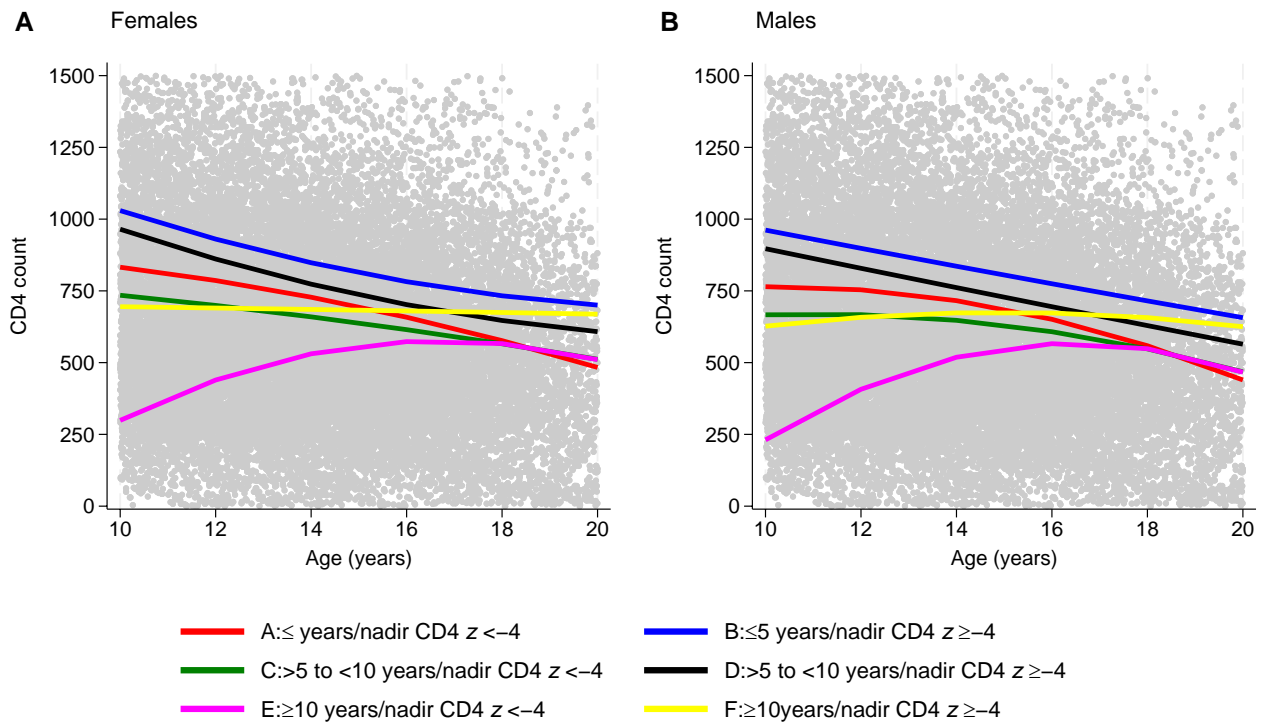 A Females
1500
1250
1000
750
500
250
0
CD4 count
10 12 14 16 18 20
Age (years)
B Males
1500
1250
1000
750
500
250
0
CD4 count
10 12 14 16 18 20
Age (years)
A:≤ years/nadir CD4 z <−4
B:≤5 years/nadir CD4 z ≥−4
C:>5 to <10 years/nadir CD4 z <−4
D:>5 to <10 years/nadir CD4 z ≥−4
E:≥10 years/nadir CD4 z <−4
F:≥10years/nadir CD4 z ≥−4